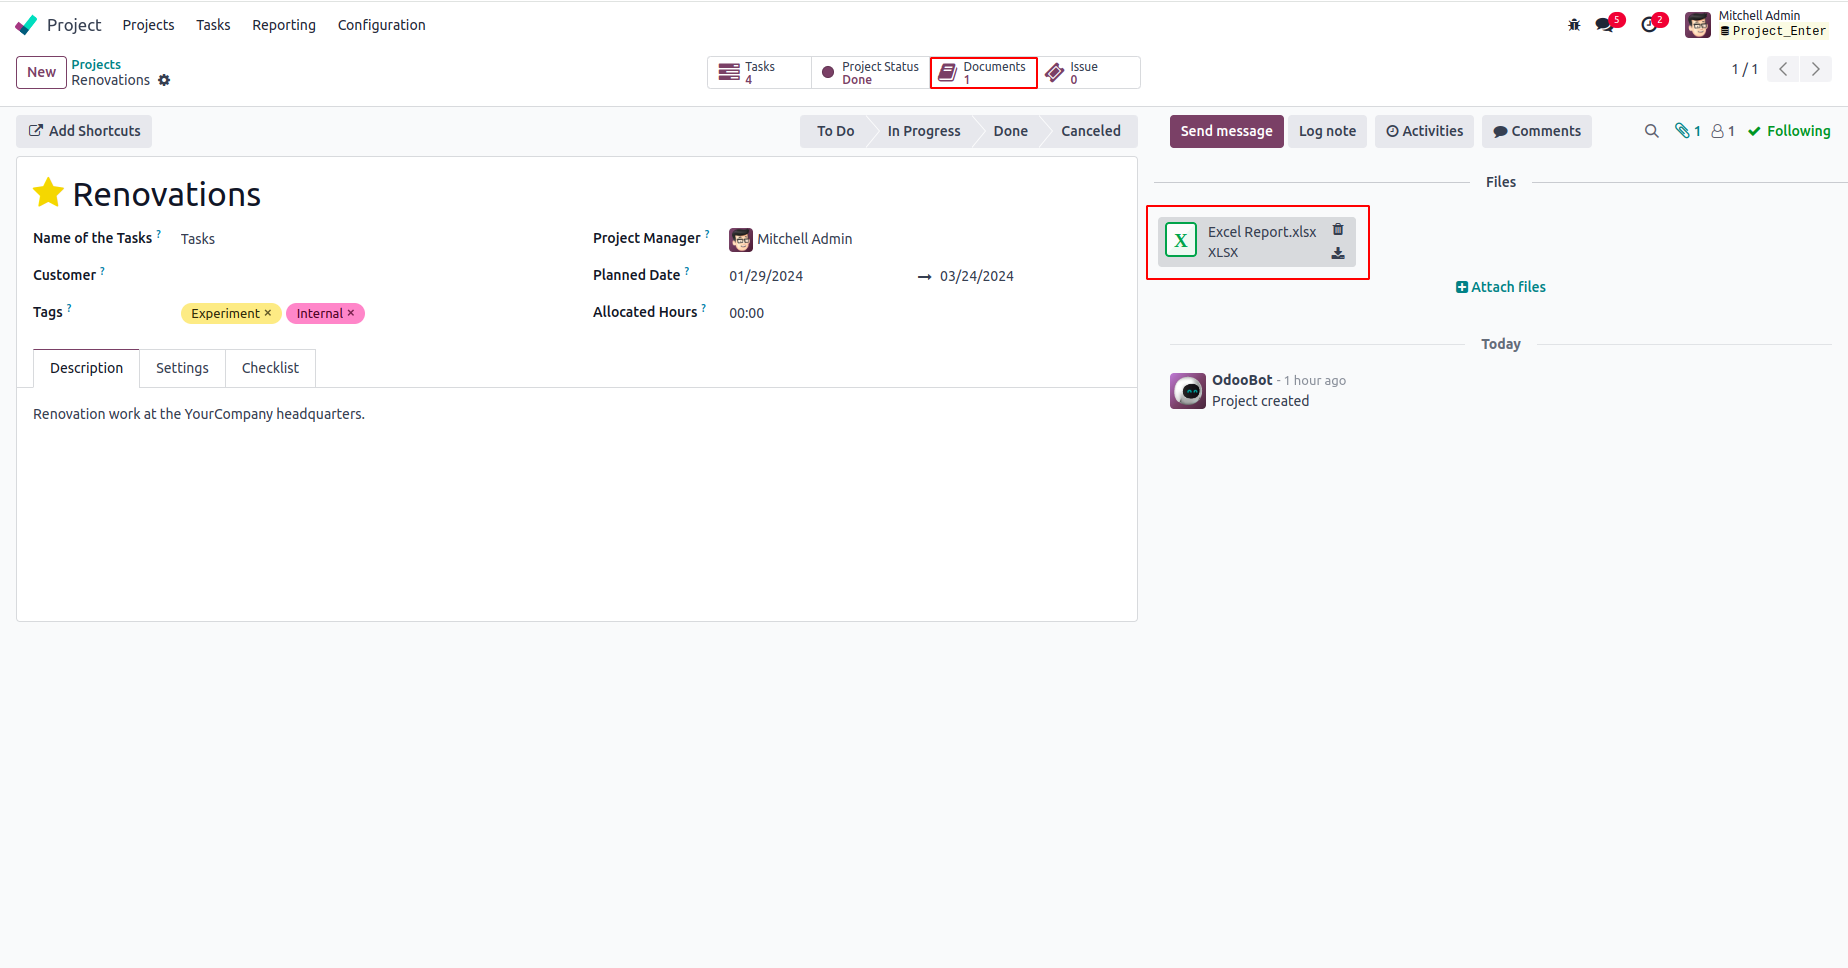 Project Projects Tasks Reporting Configuration 5 2 Mitchell Admin
Project_Enter
New Projects
Renovations
Tasks
4
Project Status
Done
Documents
1
Issue
0
1 / 1
Add Shortcuts To Do In Progress Done Canceled Send message Log note Activities Comments 1 1 Following
Files
Renovations
Name of the Tasks ? Tasks
Project Manager ? Mitchell Admin
Customer ?
Planned Date ? 01/29/2024 → 03/24/2024
Tags ? Experiment × Internal ×
Allocated Hours ? 00:00
Description Settings Checklist
Renovation work at the YourCompany headquarters.
X
Excel Report.xlsx
XLSX
Attach files
Today
OdooBot - 1 hour ago
Project created